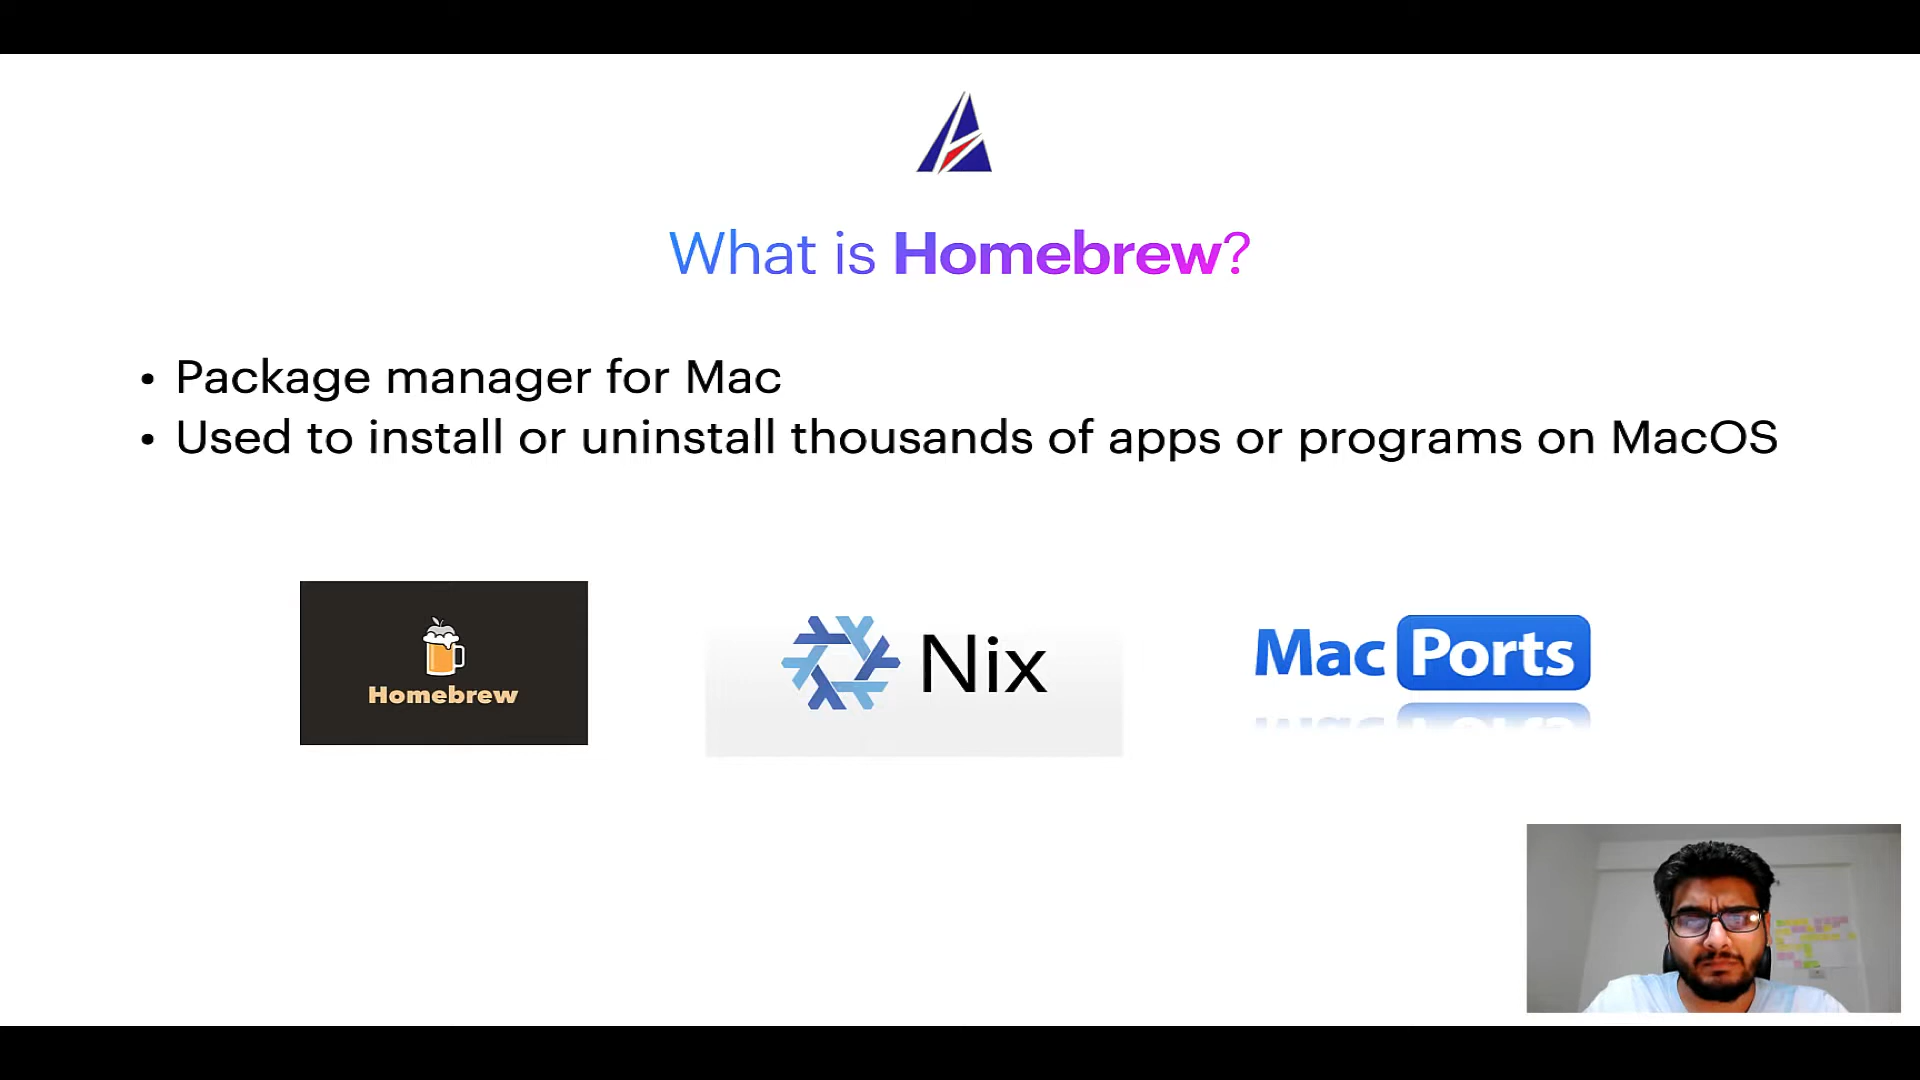 What is Homebrew?
• Package manager for Mac
• Used to install or uninstall thousands of apps or programs on MacOS
Homebrew
Nix
Mac Ports